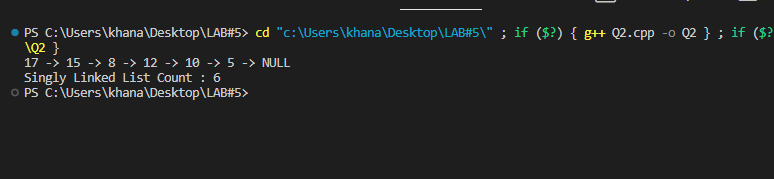 PS C:\Users\khana\Desktop\LAB#5> cd "c:\Users\khana\Desktop\LAB#5\" ; if ($?) { g++ Q2.cpp -o Q2 } ; if ($?
\Q2 }
17 -> 15 -> 8 -> 12 -> 10 -> 5 -> NULL
Singly Linked List Count : 6
PS C:\Users\khana\Desktop\LAB#5>